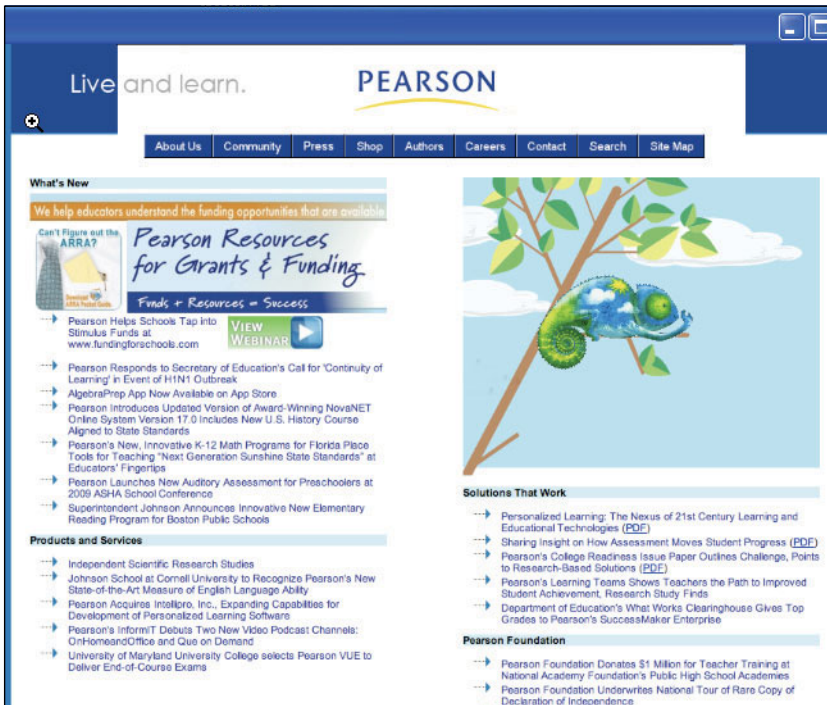 Live and learn.
PEARSON
About Us Community Press Shop Authors Careers Contact Search Site Map
What's New
We help educators understand the funding opportunities that are available
Can't Figure out the
ARRA?
Download
ARRA Pocket Guide
Pearson Resources
for Grants & Funding
Funds + Resources = Success
Pearson Helps Schools Tap into
Stimulus Funds at
www.fundingforschools.com
VIEW
WEBINAR
Pearson Responds to Secretary of Education's Call for 'Continuity of
Learning' in Event of H1N1 Outbreak
AlgebraPrep App Now Available on App Store
Pearson Introduces Updated Version of Award-Winning NovaNET
Online System Version 17.0 Includes New U.S. History Course
Aligned to State Standards
Pearson's New, Innovative K-12 Math Programs for Florida Place
Tools for Teaching "Next Generation Sunshine State Standards" at
Educators' Fingertips
Pearson Launches New Auditory Assessment for Preschoolers at
2009 ASHA School Conference
Superintendent Johnson Announces Innovative New Elementary
Reading Program for Boston Public Schools
Products and Services
Independent Scientific Research Studies
Johnson School at Cornell University to Recognize Pearson's New
State-of-the-Art Measure of English Language Ability
Pearson Acquires Intellipro, Inc., Expanding Capabilities for
Development of Personalized Learning Software
Pearson's InformIT Debuts Two New Video Podcast Channels:
OnHomeandOffice and Que on Demand
University of Maryland University College selects Pearson VUE to
Deliver End-of-Course Exams
Solutions That Work
Personalized Learning: The Nexus of 21st Century Learning and
Educational Technologies (PDF)
Sharing Insight on How Assessment Moves Student Progress (PDF)
Pearson's College Readiness Issue Paper Outlines Challenge, Points
to Research-Based Solutions (PDF)
Pearson's Learning Teams Shows Teachers the Path to Improved
Student Achievement, Research Study Finds
Department of Education's What Works Clearinghouse Gives Top
Grades to Pearson's SuccessMaker Enterprise
Pearson Foundation
Pearson Foundation Donates $1 Million for Teacher Training at
National Academy Foundation's Public High School Academies
Pearson Foundation Underwrites National Tour of Rare Copy of
Declaration of Independence